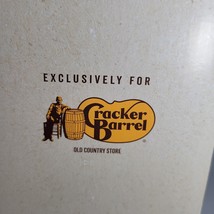 EXCLUSIVELY FOR
Cracker
Barrel
OLD COUNTRY STORE